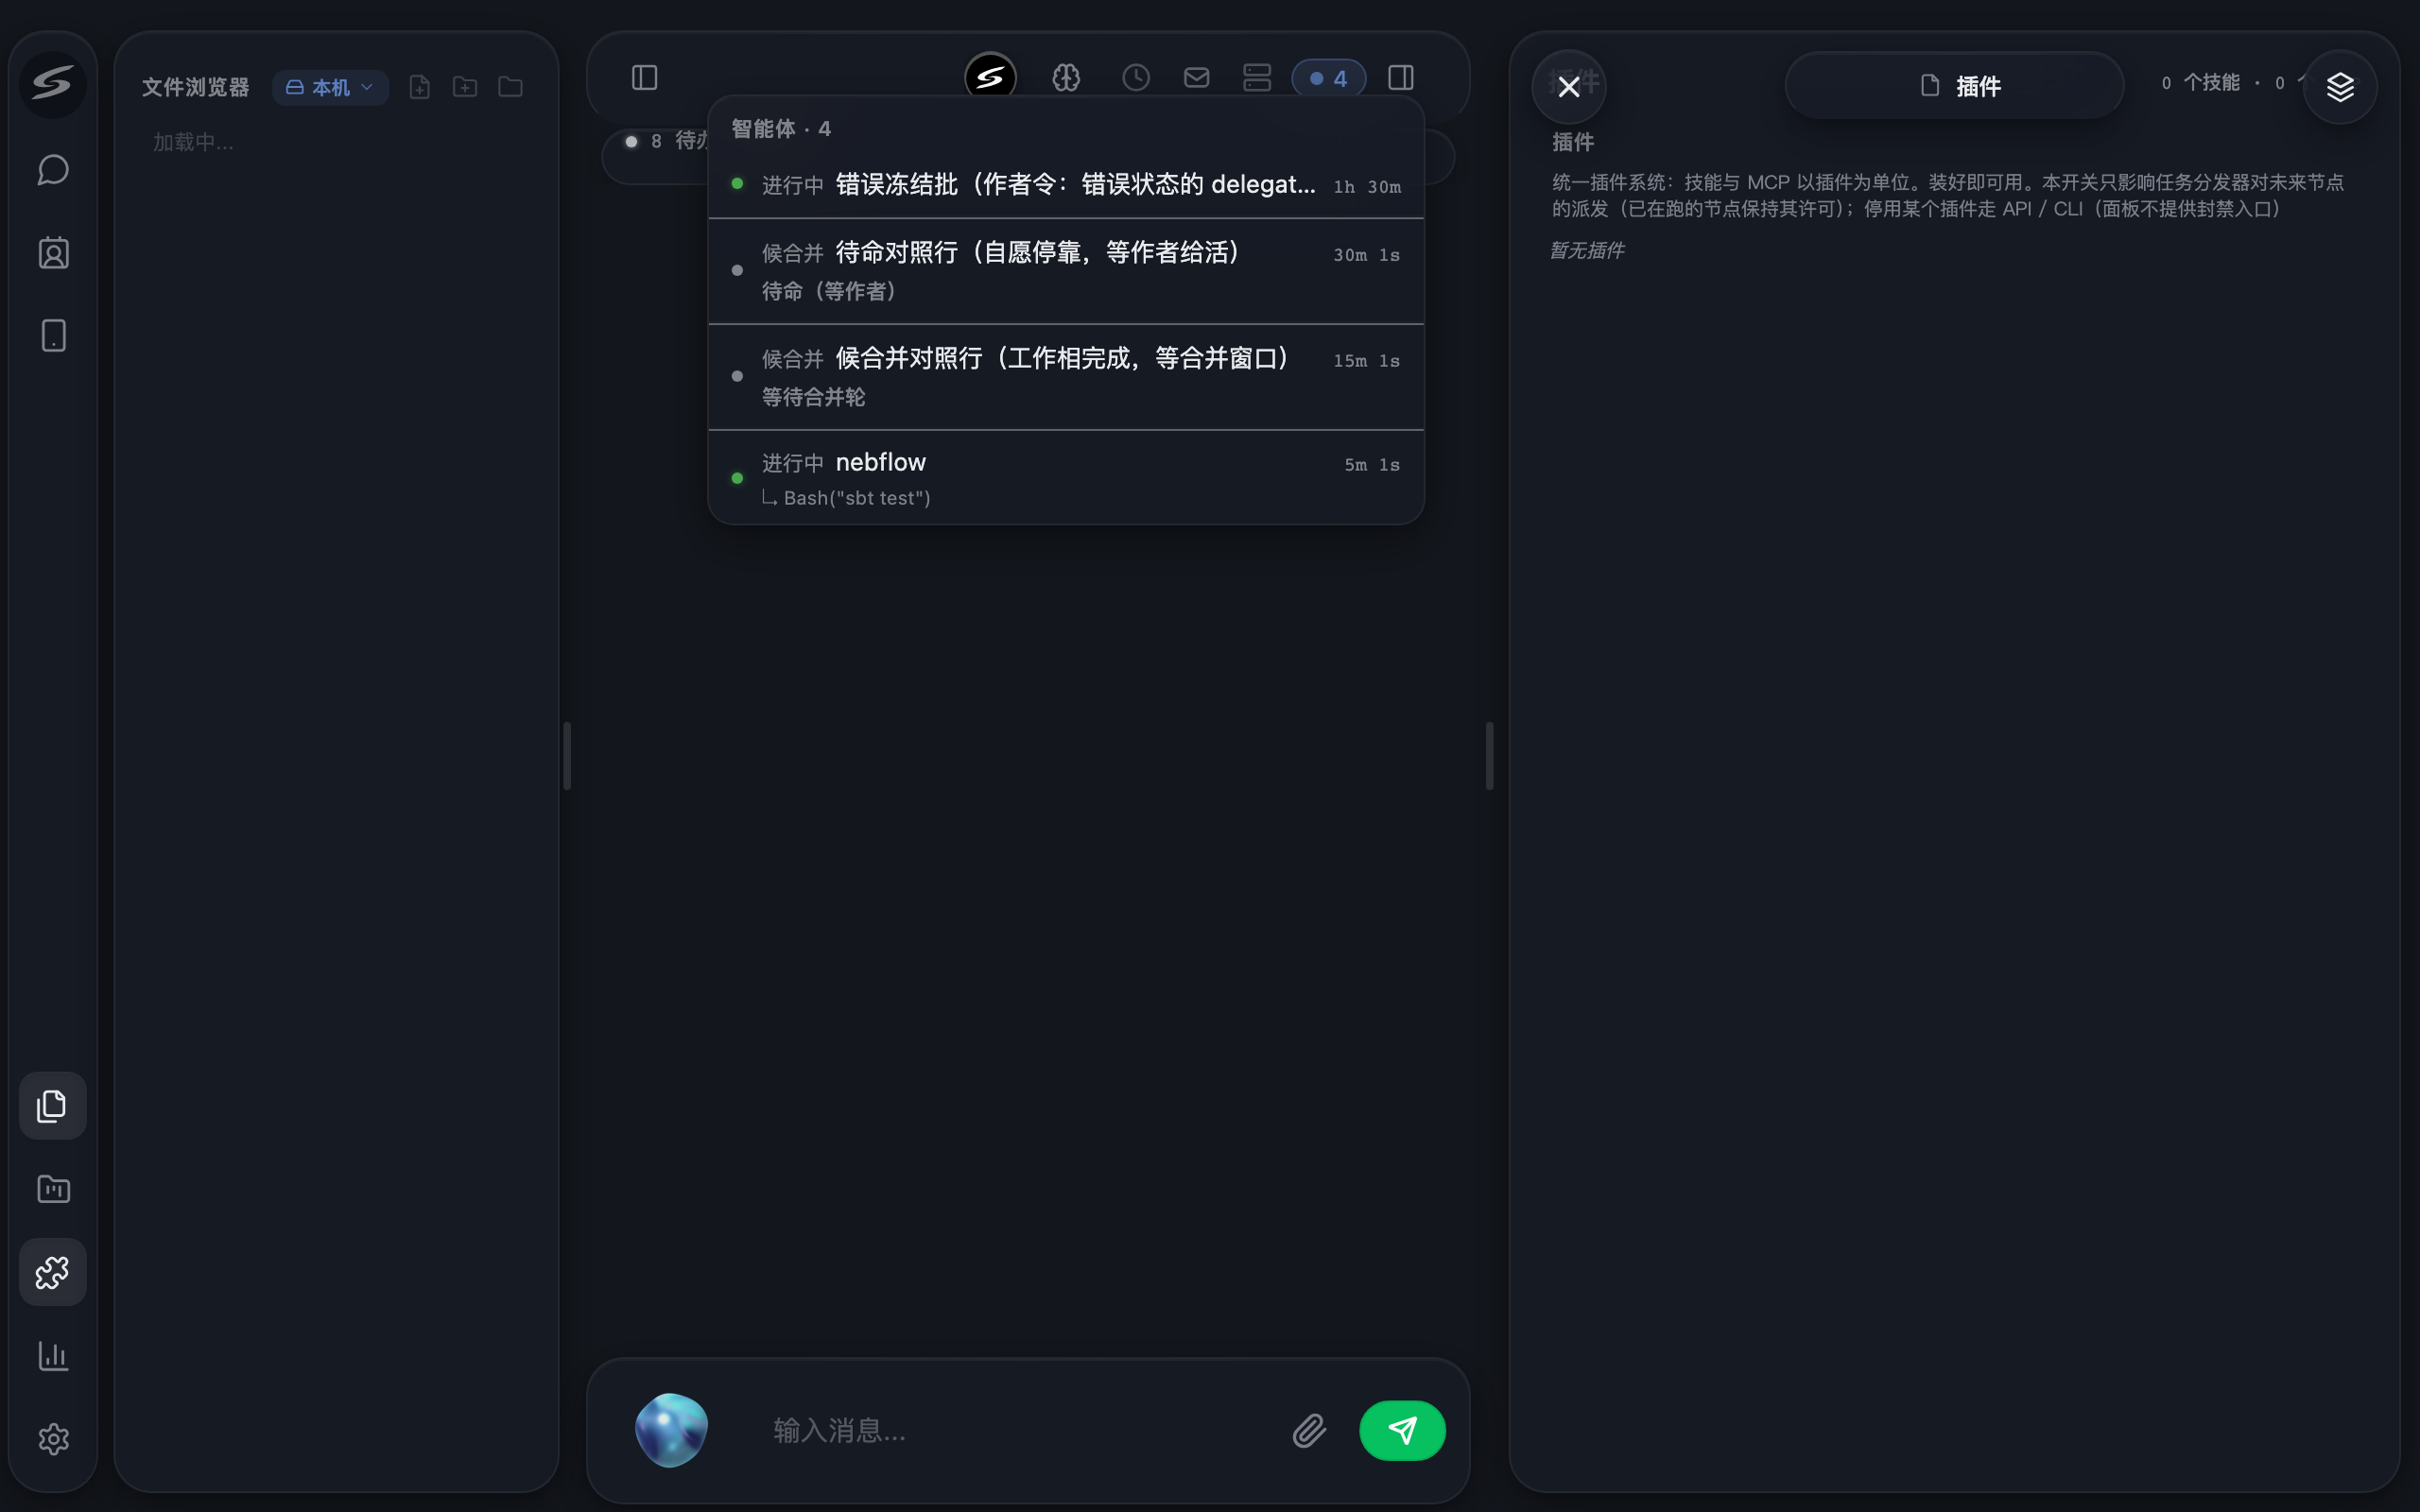 文件浏览器
本机
加载中...
4
8 待办
智能体 · 4
进行中 错误冻结批（作者令：错误状态的 delegat... 1h 30m
候合并 待命对照行（自愿停靠，等作者给活） 30m 1s
待命（等作者）
候合并 候合并对照行（工作相完成，等合并窗口） 15m 1s
等待合并轮
进行中 nebflow 5m 1s
Bash("sbt test")
输入消息...
插件
插件
0 个技能 · 0 个
插件
统一插件系统：技能与 MCP 以插件为单位。装好即可用。本开关只影响任务分发器对未来节点
的派发（已在跑的节点保持其许可）；停用某个插件走 API / CLI（面板不提供封禁入口）
暂无插件